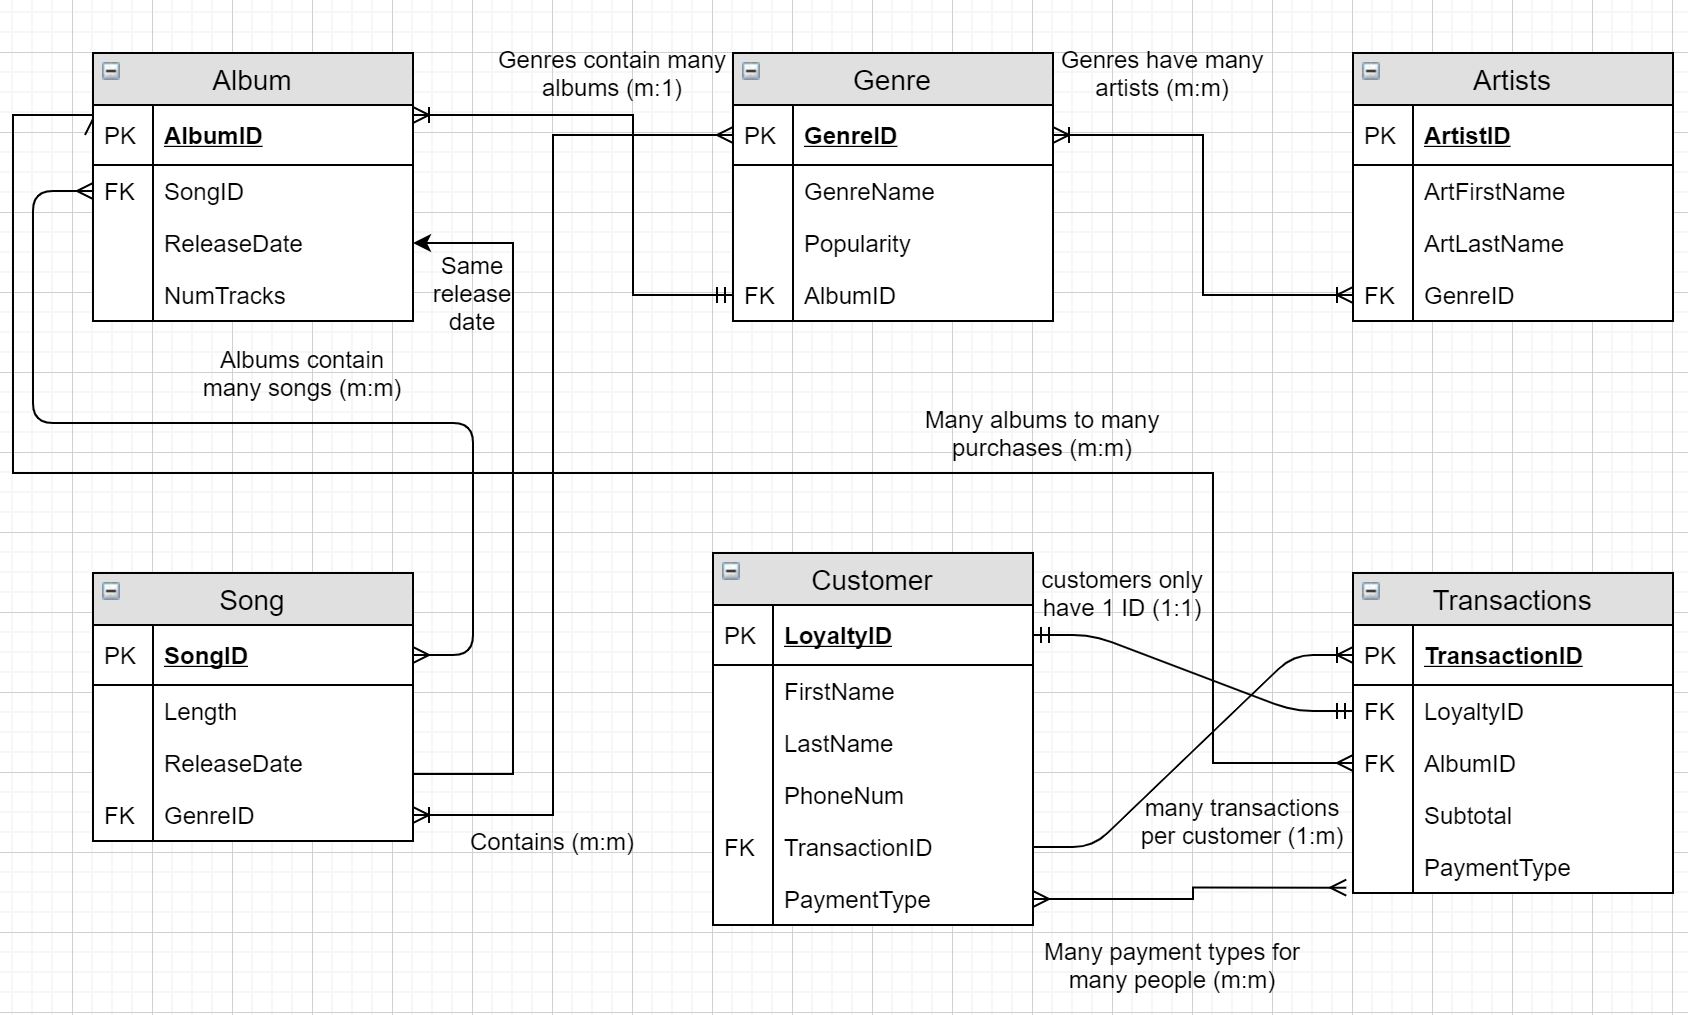 Genres contain many
albums (m:1)
Genres have many
artists (m:m)
Album
PK AlbumID
FK SongID
ReleaseDate
NumTracks
Genre
PK GenreID
GenreName
Popularity
FK AlbumID
Artists
PK ArtistID
ArtFirstName
ArtLastName
FK GenreID
Same
release
date
Albums contain
many songs (m:m)
Many albums to many
purchases (m:m)
Song
PK SongID
Length
ReleaseDate
FK GenreID
Contains (m:m)
Customer
PK LoyaltyID
FirstName
LastName
PhoneNum
FK TransactionID
PaymentType
customers only
have 1 ID (1:1)
Transactions
PK TransactionID
FK LoyaltyID
FK AlbumID
Subtotal
PaymentType
many transactions
per customer (1:m)
Many payment types for
many people (m:m)